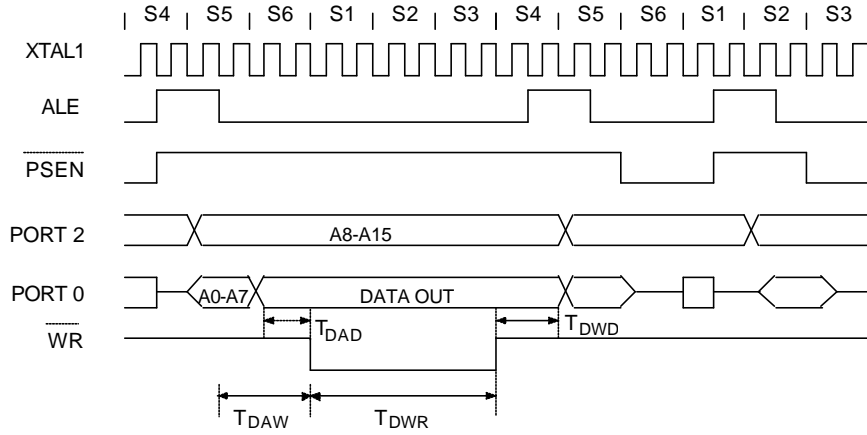 S4 S5 S6 S1 S2 S3 S4 S5 S6 S1 S2 S3
XTAL1
ALE
PSEN
PORT 2 A8-A15
PORT 0 A0-A7 DATA OUT
WR TDAD TDWD
TDAW TDWR